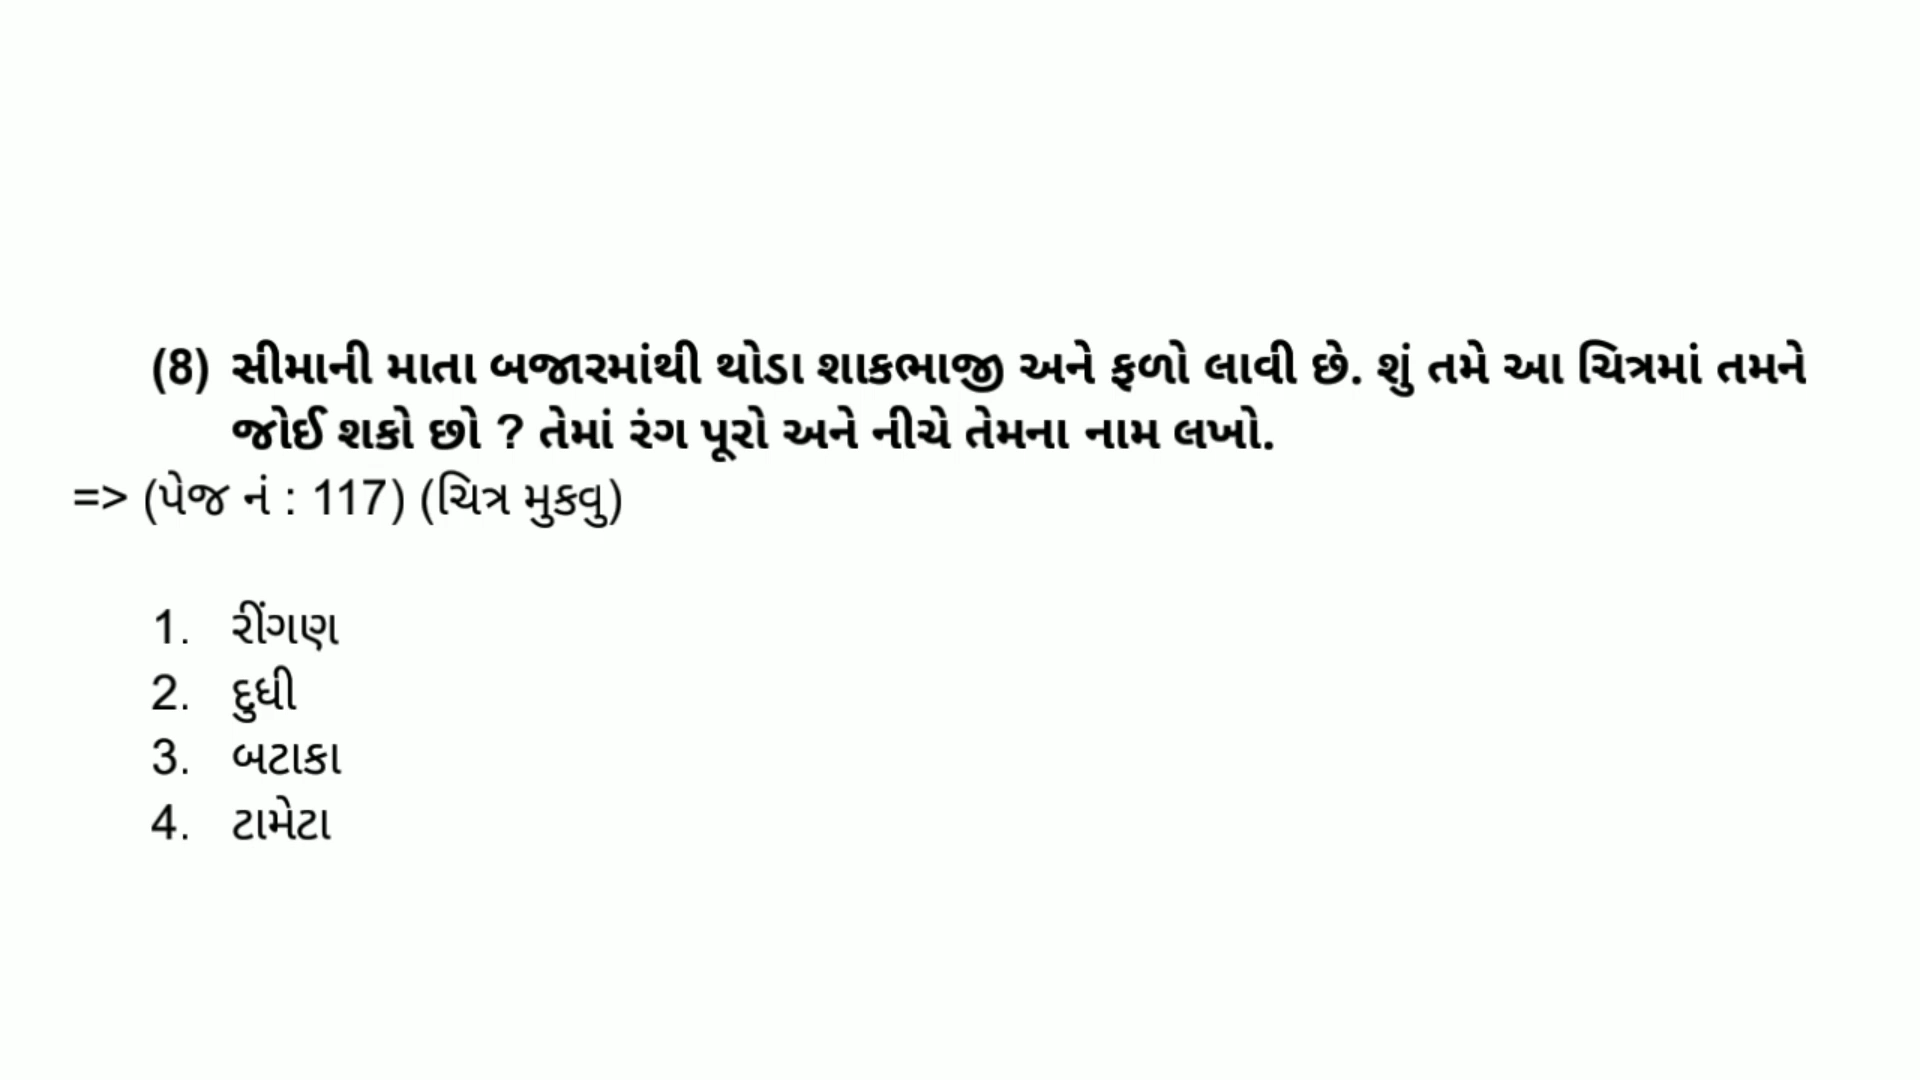 (8) સીમાની માતા બજારમાંથી થોડા શાકભાજી અને ફળો લાવી છે. શું તમે આ ચિત્રમાં તમને
જોઈ શકો છો ? તેમાં રંગ પૂરો અને નીચે તેમના નામ લખો.
=> (પેજ નં : 117) (ચિત્ર મુકવુ)
1. રીંગણ
2. દુધી
3. બટાકા
4. ટામેટા